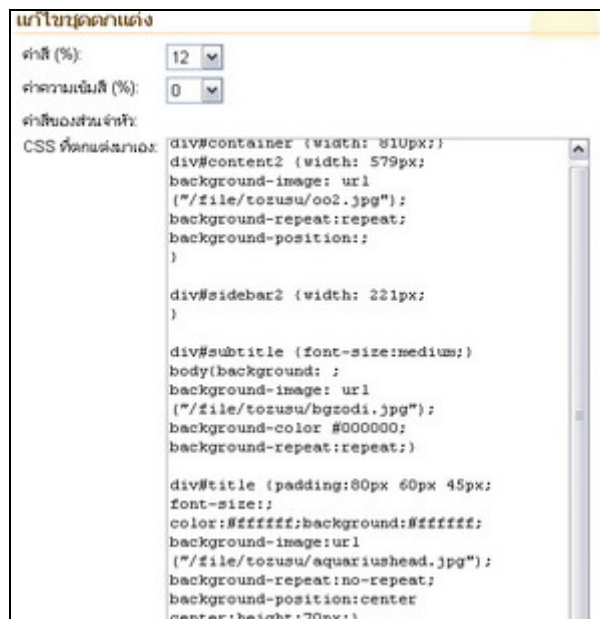 แก้ไขชุดตกแต่ง
ค่าสี (%): 12
ค่าความเข้มสี (%): 0
ค่าสีของส่วนจ่าหัว:
CSS ที่ตกแต่งมาเอง:
div#container {width: 810px;}
div#content2 {width: 579px;
background-image: url
("/file/tozusu/oo2.jpg");
background-repeat:repeat;
background-position:;
}
div#sidebar2 {width: 221px;
}
div#subtitle {font-size:medium;}
body{background: ;
background-image: url
("/file/tozusu/bgzodi.jpg");
background-color #000000;
background-repeat:repeat;}
div#title {padding:80px 60px 45px;
font-size:;
color:#ffffff;background:#ffffff;
background-image:url
("/file/tozusu/aquariushead.jpg");
background-repeat:no-repeat;
background-position:center
center;height:70px;}